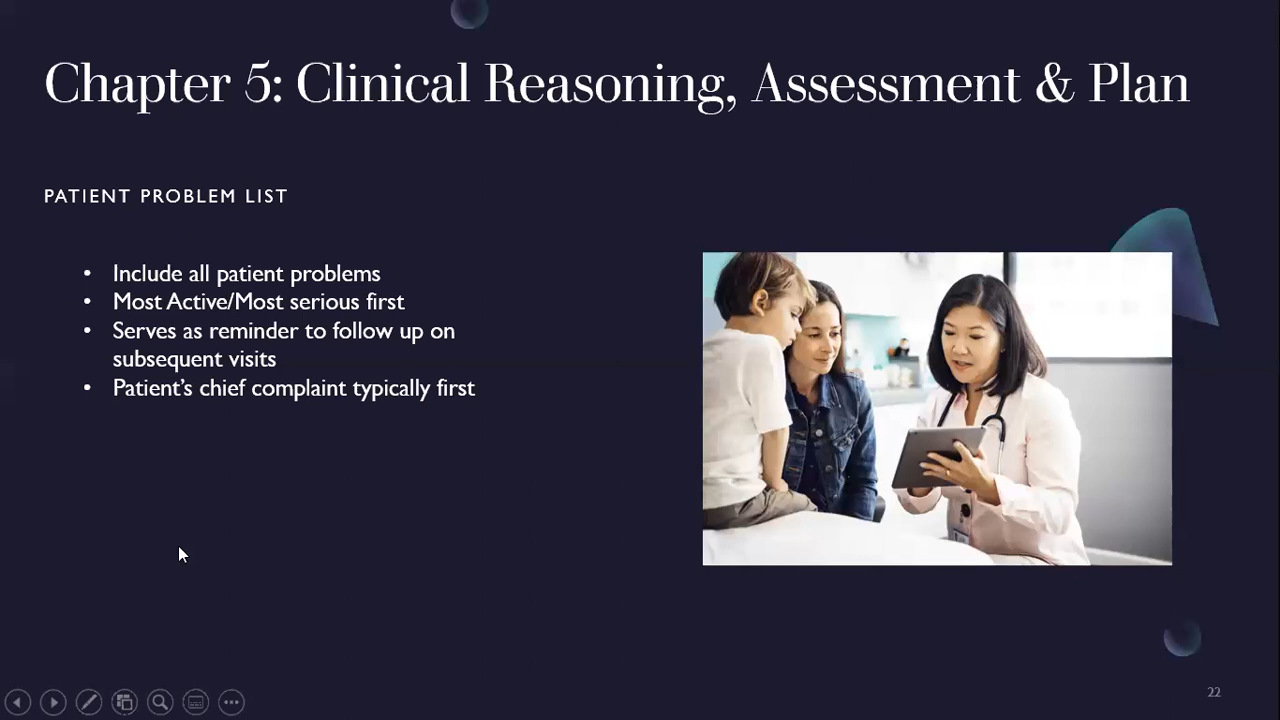 Chapter 5: Clinical Reasoning, Assessment & Plan
PATIENT PROBLEM LIST
• Include all patient problems
• Most Active/Most serious first
• Serves as reminder to follow up on
subsequent visits
• Patient's chief complaint typically first
22